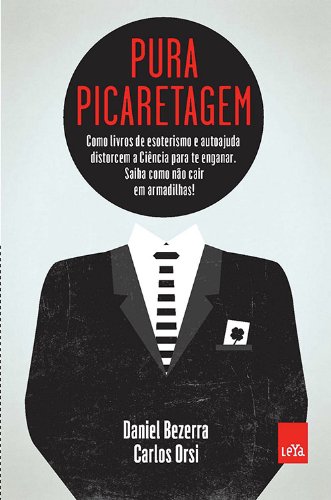 PURA
PICARETAGEM
Como livros de esoterismo e autoajuda
distorcem a Ciência para te enganar.
Saiba como não cair
em armadilhas!
Daniel Bezerra
Carlos Orsi
LeYa